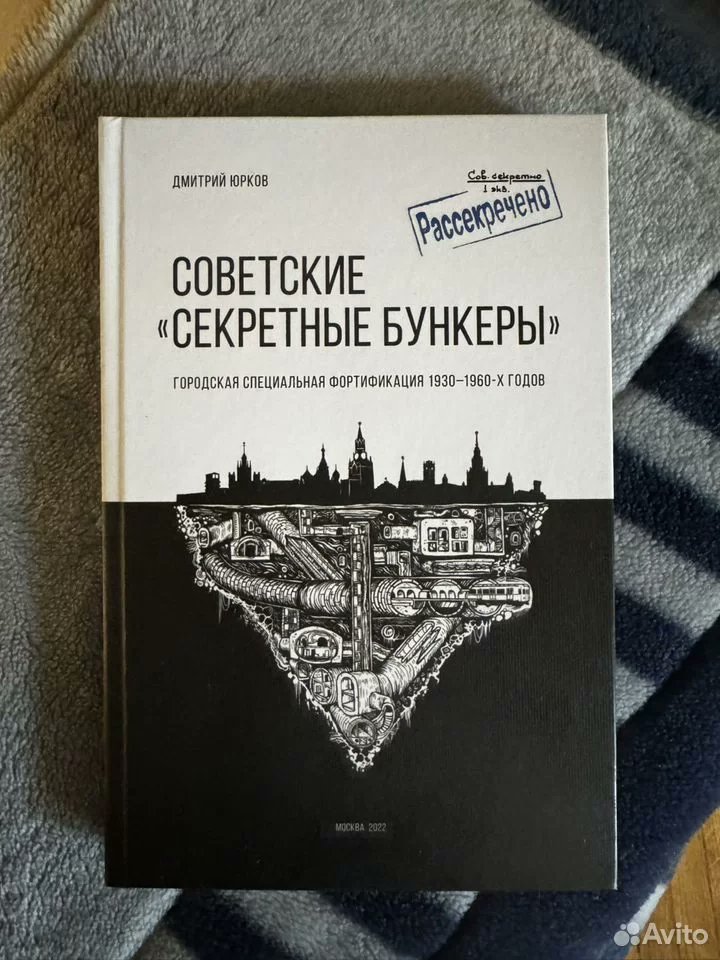 ДМИТРИЙ ЮРКОВ
Сов. секретно
1 экз.
Рассекречено
СОВЕТСКИЕ
«СЕКРЕТНЫЕ БУНКЕРЫ»
ГОРОДСКАЯ СПЕЦИАЛЬНАЯ ФОРТИФИКАЦИЯ 1930–1960-Х ГОДОВ
МОСКВА 2022
Avito